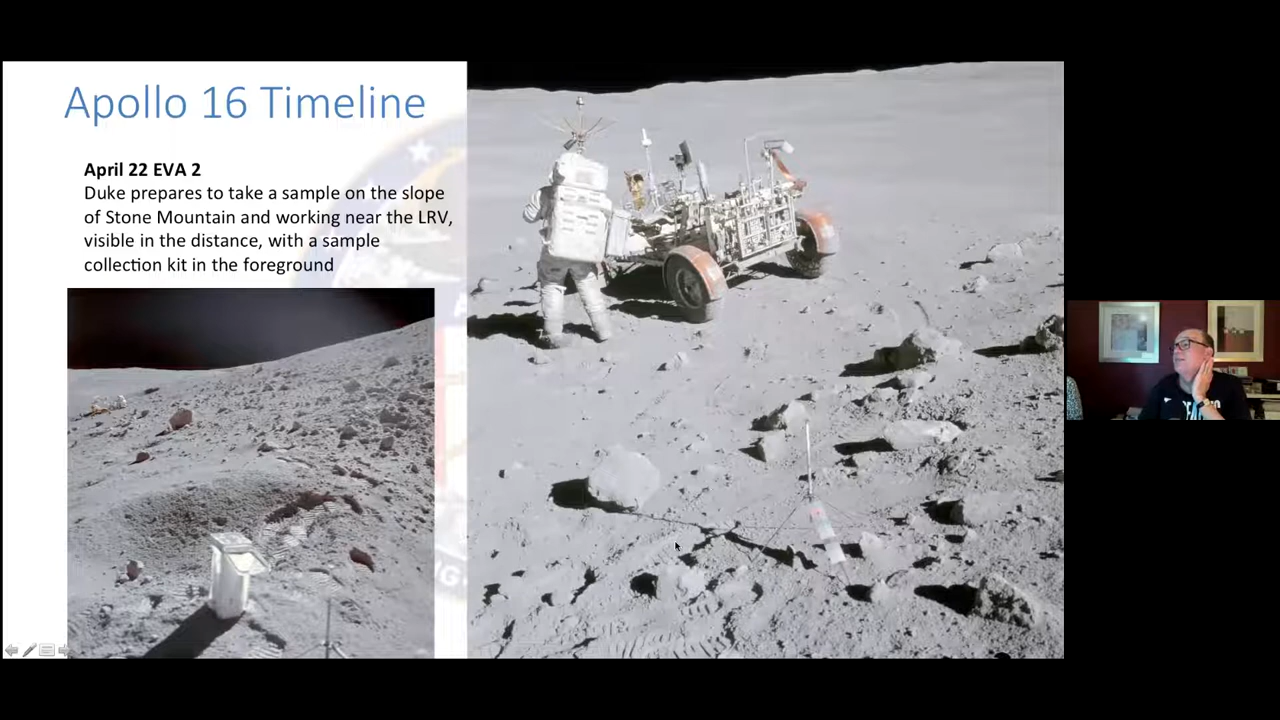 Apollo 16 Timeline
April 22 EVA 2
Duke prepares to take a sample on the slope
of Stone Mountain and working near the LRV,
visible in the distance, with a sample
collection kit in the foreground